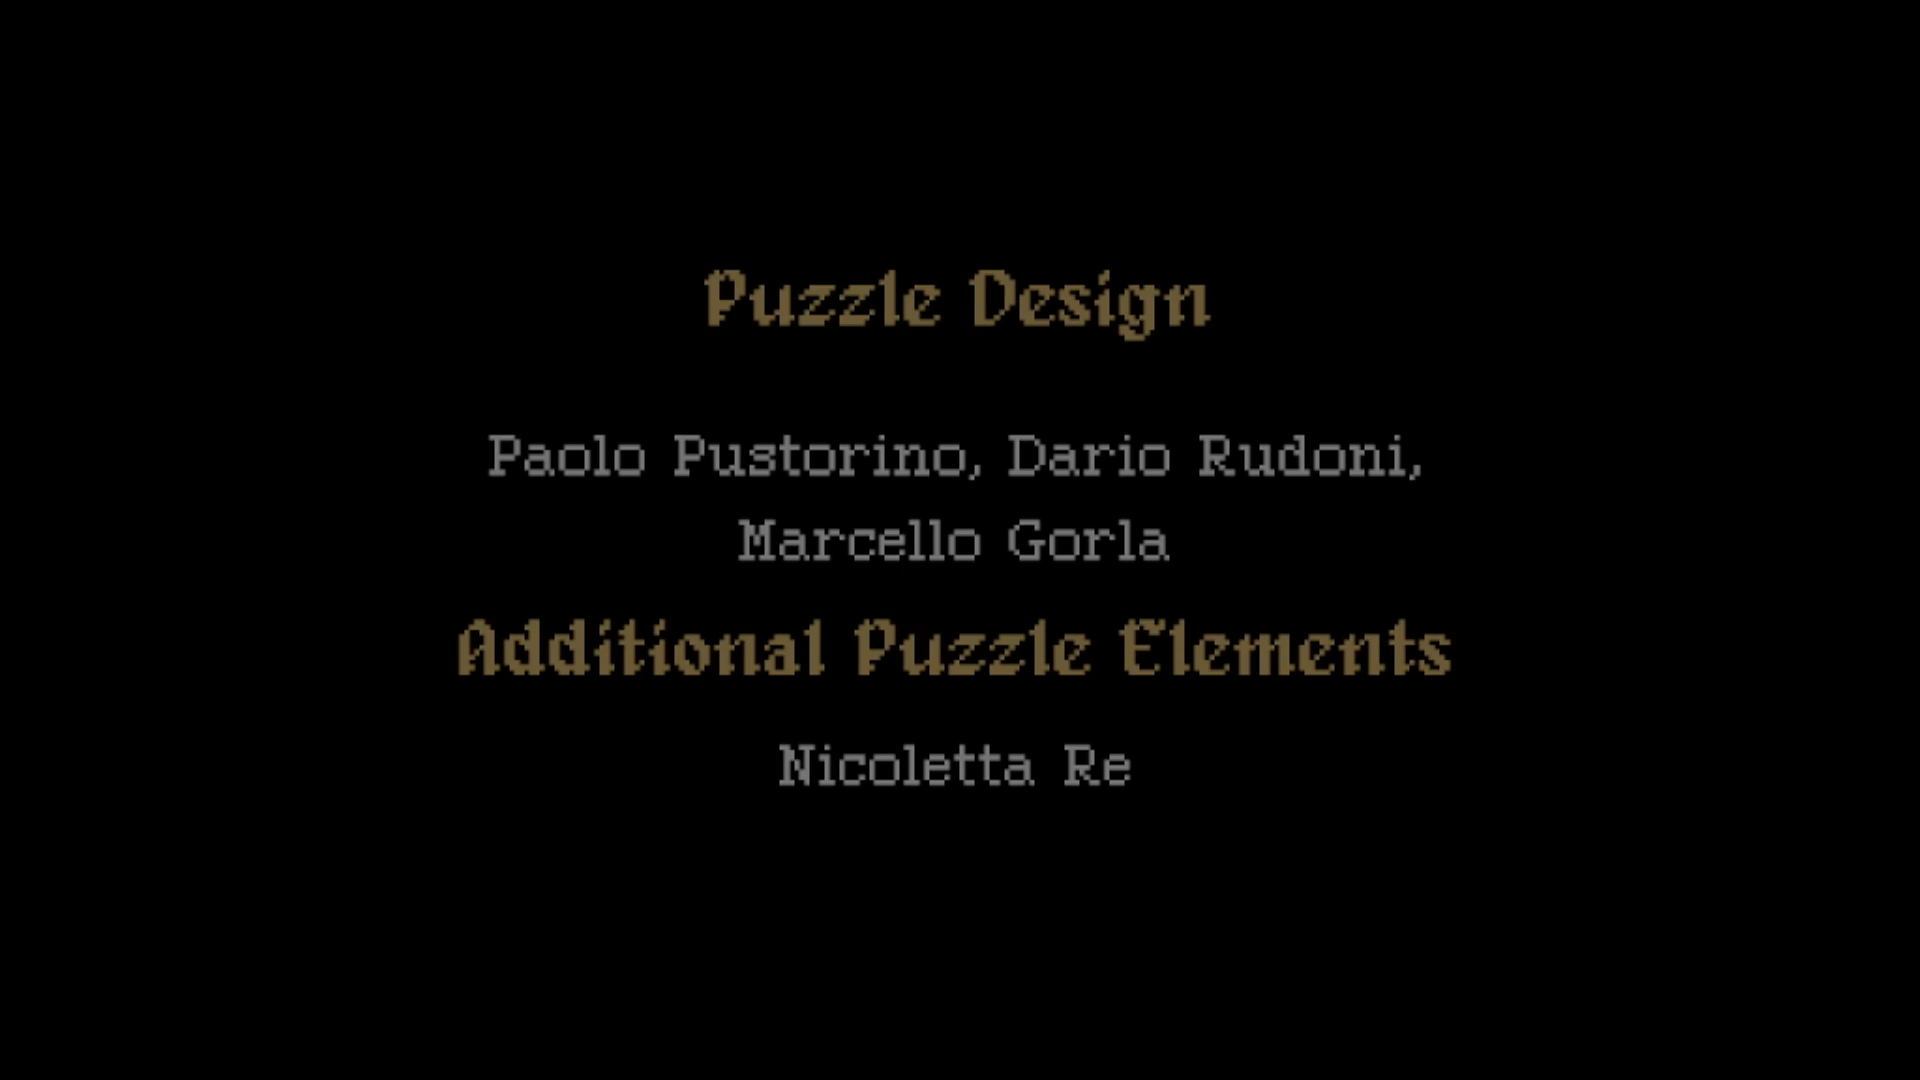 Puzzle Design
Paolo Pustorino, Dario Rudoni,
Marcello Gorla
Additional Puzzle Elements
Nicoletta Re